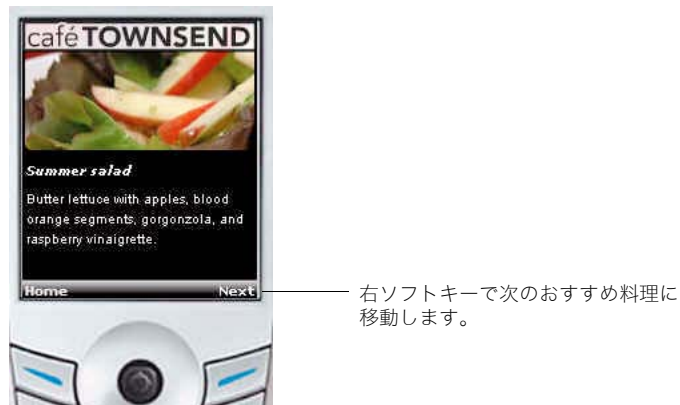 café TOWNSEND
Summer salad
Butter lettuce with apples, blood
orange segments, gorgonzola, and
raspberry vinaigrette.
Home Next
右ソフトキーで次のおすすめ料理に
移動します。